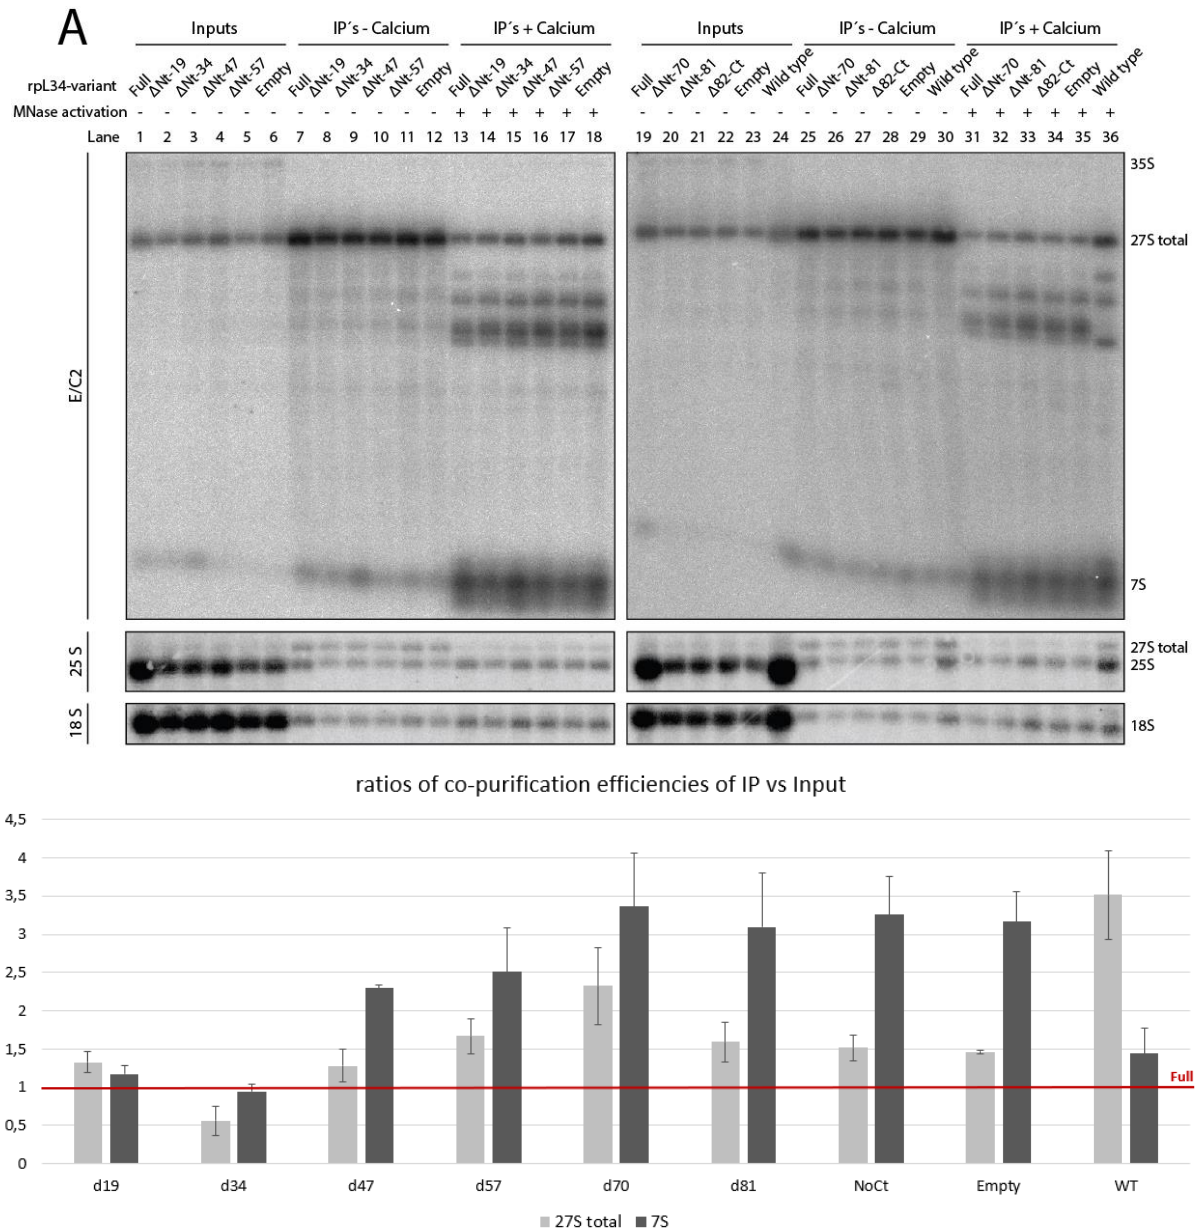 A
Inputs IP´s - Calcium IP´s + Calcium Inputs IP´s - Calcium IP´s + Calcium
rpL34-variant Full ΔNt-19 ΔNt-34 ΔNt-47 ΔNt-57 Empty Full ΔNt-19 ΔNt-34 ΔNt-47 ΔNt-57 Empty Full ΔNt-19 ΔNt-34 ΔNt-47 ΔNt-57 Empty Full ΔNt-70 ΔNt-81 Δ82-Ct Empty Wild type Full ΔNt-70 ΔNt-81 Δ82-Ct Empty Wild type Full ΔNt-70 ΔNt-81 Δ82-Ct Empty Wild type
MNase activation - - - - - - - - - - - - + + + + + + - - - - - - - - - - - - + + + + + +
Lane 1 2 3 4 5 6 7 8 9 10 11 12 13 14 15 16 17 18 19 20 21 22 23 24 25 26 27 28 29 30 31 32 33 34 35 36
35S
27S total
E/C2
7S
25 S
27S total
25S
18 S
18S
ratios of co-purification efficiencies of IP vs Input
4,5
4
3,5
3
2,5
2
1,5
1
0,5
0
Full
d19 d34 d47 d57 d70 d81 NoCt Empty WT
27S total 7S